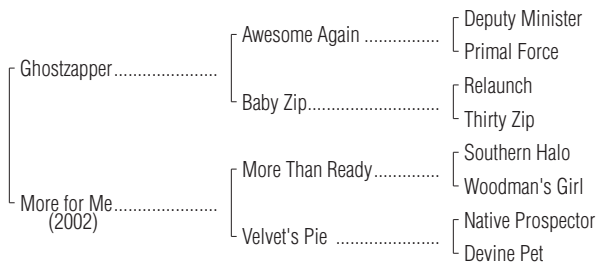 Deputy Minister
Awesome Again ..................
Primal Force
Ghostzapper.........................
Relaunch
Baby Zip................................
Thirty Zip
Southern Halo
More Than Ready................
Woodman's Girl
More for Me.........................
(2002)
Native Prospector
Velvet's Pie .........................
Devine Pet